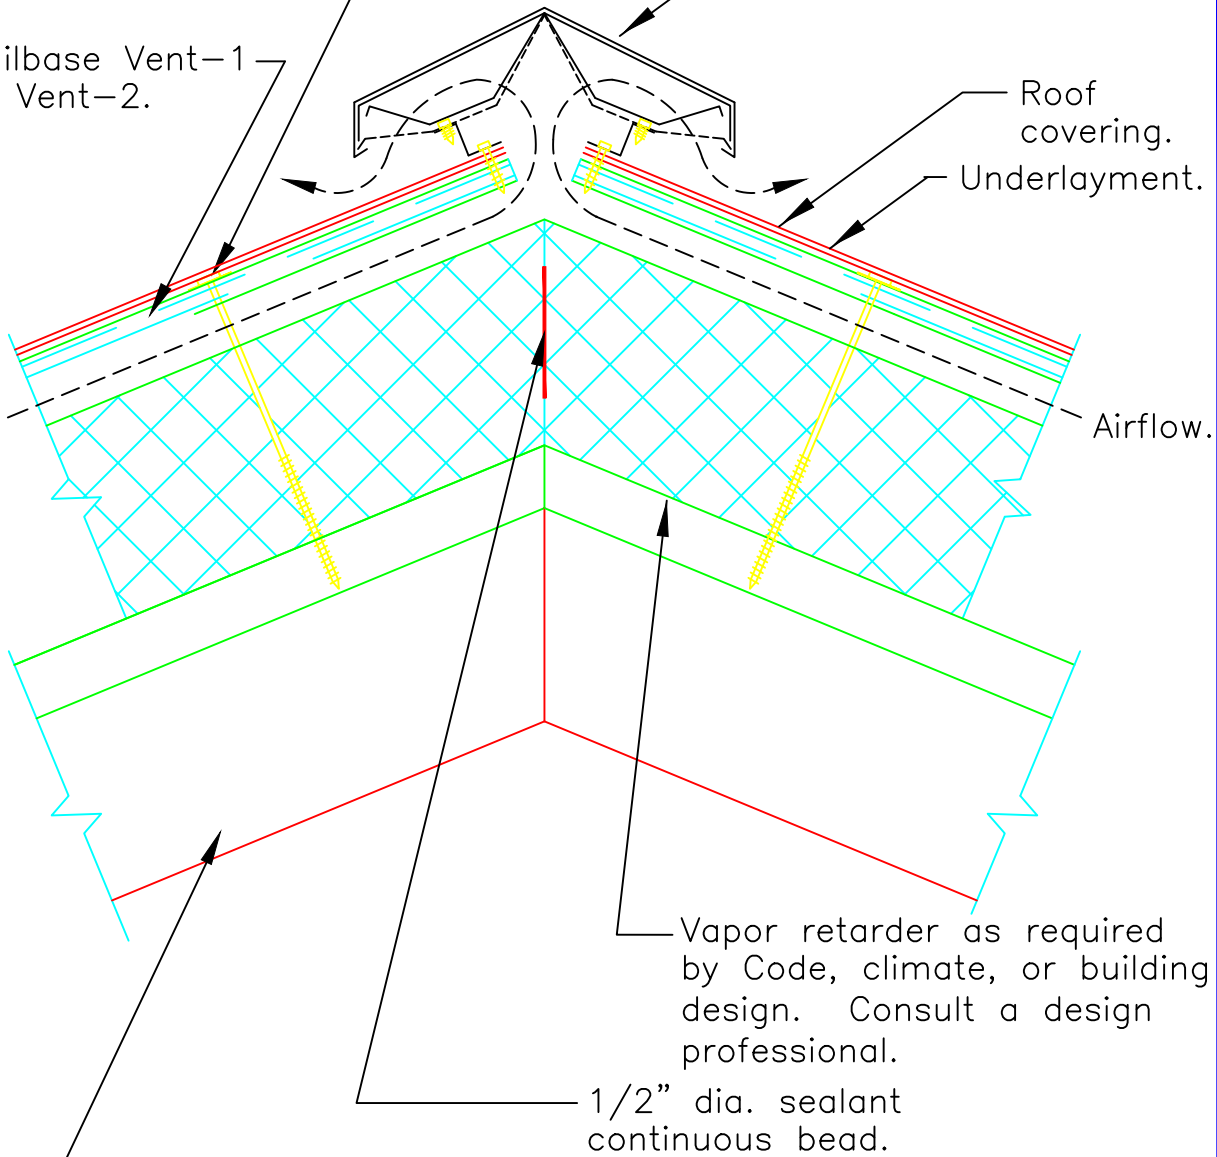 ilbase Vent-1
Vent-2.
Roof
covering.
Underlayment.
Airflow.
Vapor retarder as required
by Code, climate, or building
design. Consult a design
professional.
1/2" dia. sealant
continuous bead.